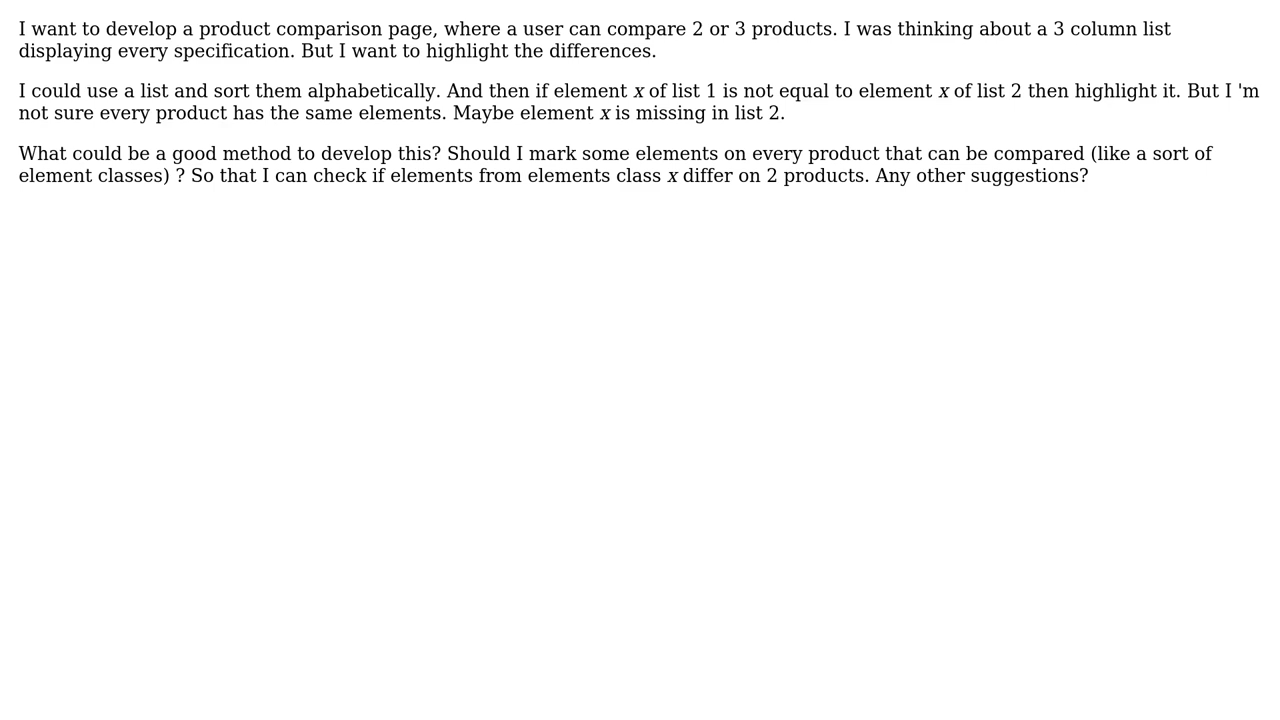 I want to develop a product comparison page, where a user can compare 2 or 3 products. I was thinking about a 3 column list
displaying every specification. But I want to highlight the differences.
I could use a list and sort them alphabetically. And then if element x of list 1 is not equal to element x of list 2 then highlight it. But I 'm
not sure every product has the same elements. Maybe element x is missing in list 2.
What could be a good method to develop this? Should I mark some elements on every product that can be compared (like a sort of
element classes) ? So that I can check if elements from elements class x differ on 2 products. Any other suggestions?